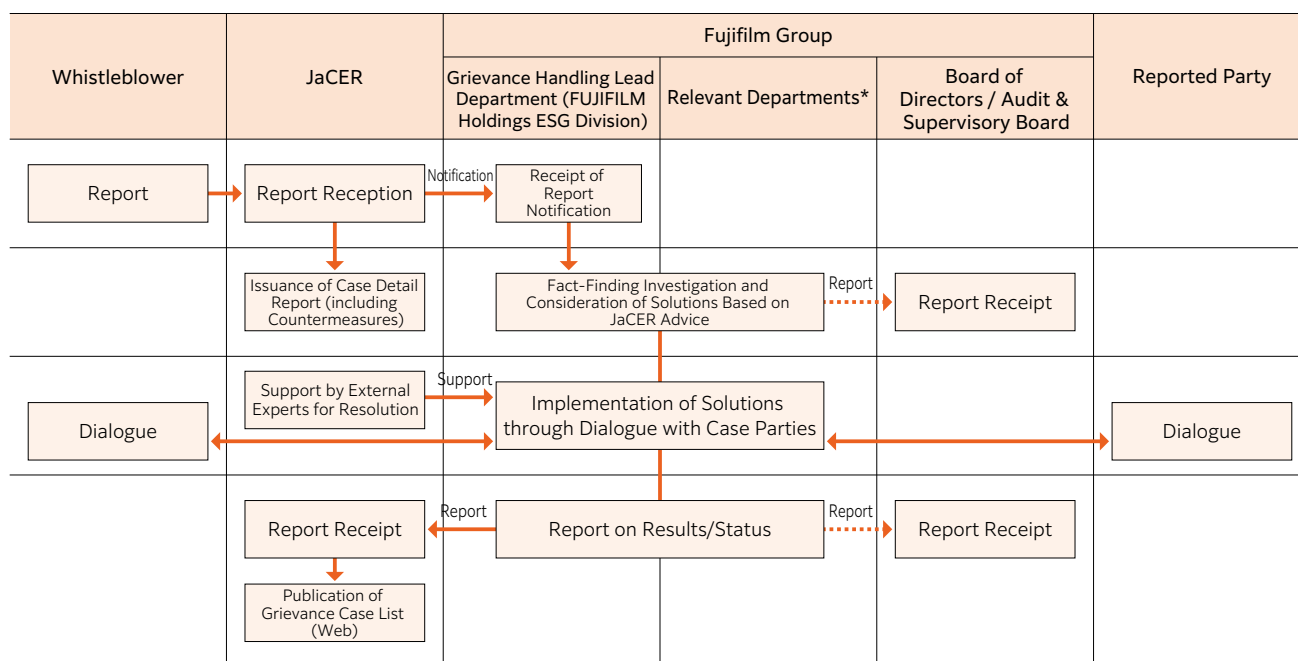 Whistleblower
JaCER
Fujifilm Group
Grievance Handling Lead
Department (FUJIFILM
Holdings ESG Division)
Relevant Departments*
Board of
Directors / Audit &
Supervisory Board
Reported Party
Report
Report Reception
Notification
Receipt of
Report
Notification
Issuance of Case Detail
Report (including
Countermeasures)
Fact-Finding Investigation and
Consideration of Solutions Based on
JaCER Advice
Report
Report Receipt
Support by External
Experts for Resolution
Support
Implementation of Solutions
through Dialogue with Case Parties
Dialogue
Dialogue
Report Receipt
Report
Report on Results/Status
Report
Report Receipt
Publication of
Grievance Case List
(Web)